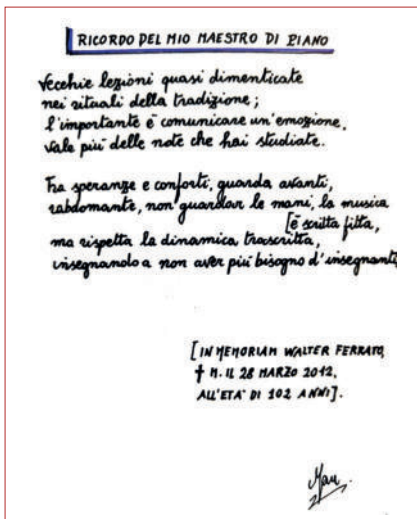 RICORDO DEL MIO MAESTRO DI PIANO
Vecchie lezioni quasi dimenticate
nei rituali della tradizione;
l'importante è comunicare un'emozione,
vale più delle note che hai studiate.
Fra speranze e conforti, guarda avanti,
rabdomante, non guardar le mani, la musica
[è scritta fitta,
ma rispetta la dinamica trascritta,
insegnando a non aver più bisogno d'insegnanti
[IN MEMORIAM WALTER FERRATO,
† M. IL 28 MARZO 2012,
ALL'ETA' DI 102 ANNI].